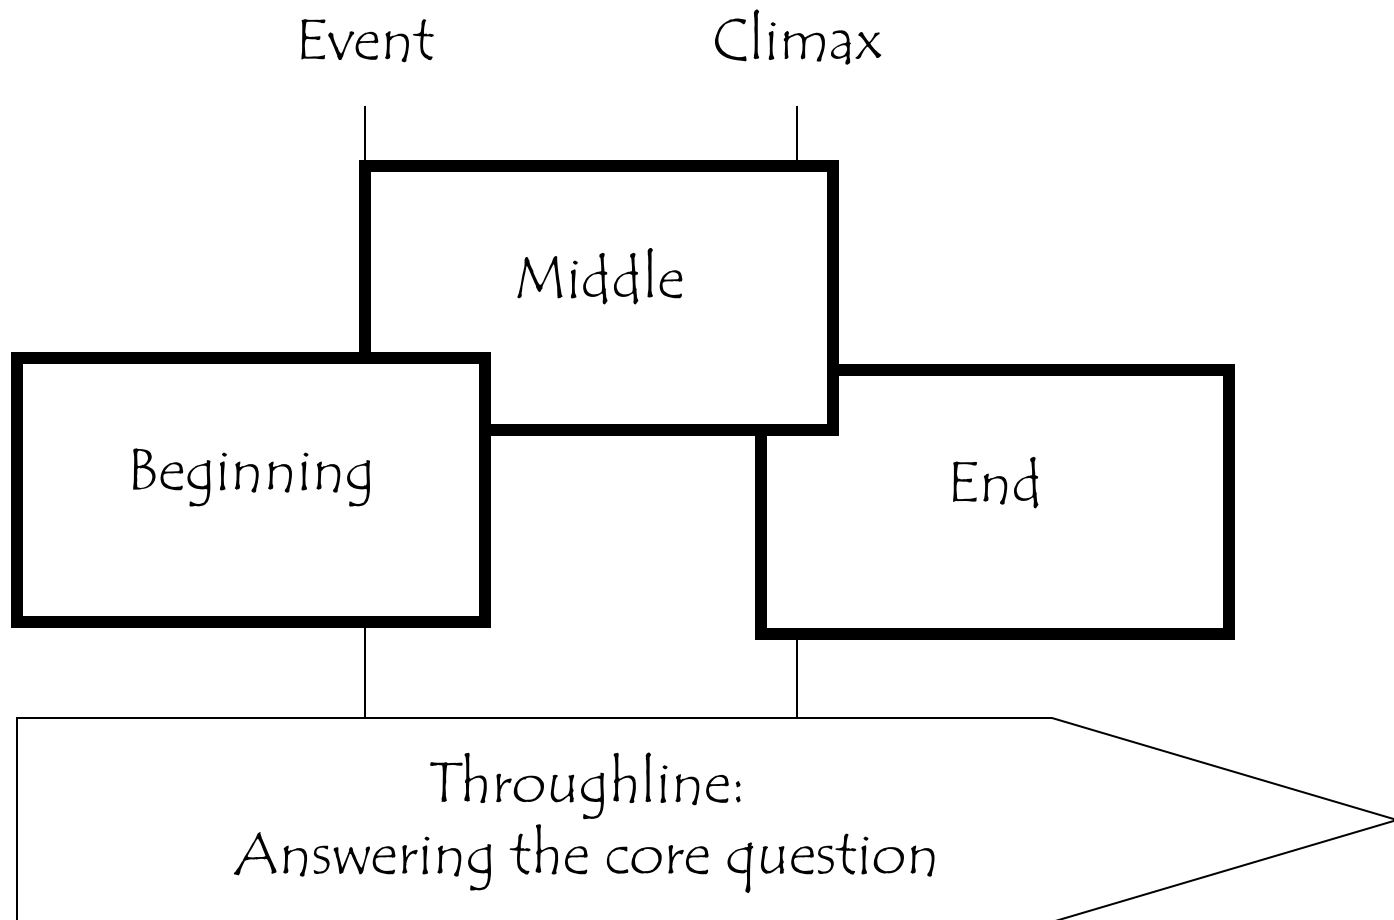 Event
Climax
Middle
Beginning
End
Throughline:
Answering the core question